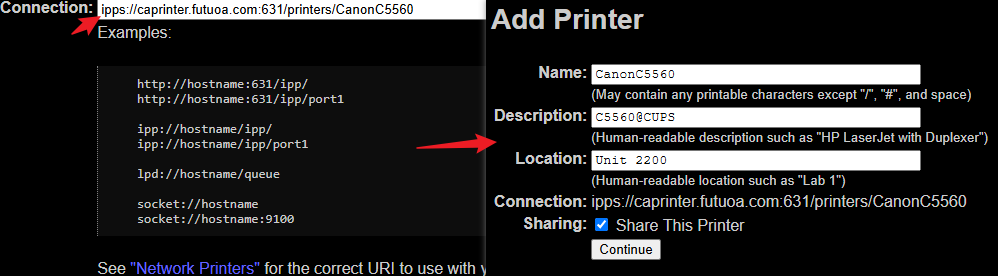 Connection: ipps://caprinter.futuoa.com:631/printers/CanonC5560
Examples:
http://hostname:631/ipp/
http://hostname:631/ipp/port1
ipp://hostname/ipp/
ipp://hostname/ipp/port1
lpd://hostname/queue
socket://hostname
socket://hostname:9100
See "Network Printers" for the correct URI to use with
Add Printer
Name: CanonC5560
(May contain any printable characters except "/", "#", and space)
Description: C5560@CUPS
(Human-readable description such as "HP LaserJet with Duplexer")
Location: Unit 2200
(Human-readable location such as "Lab 1")
Connection: ipps://caprinter.futuoa.com:631/printers/CanonC5560
Sharing: Share This Printer
Continue